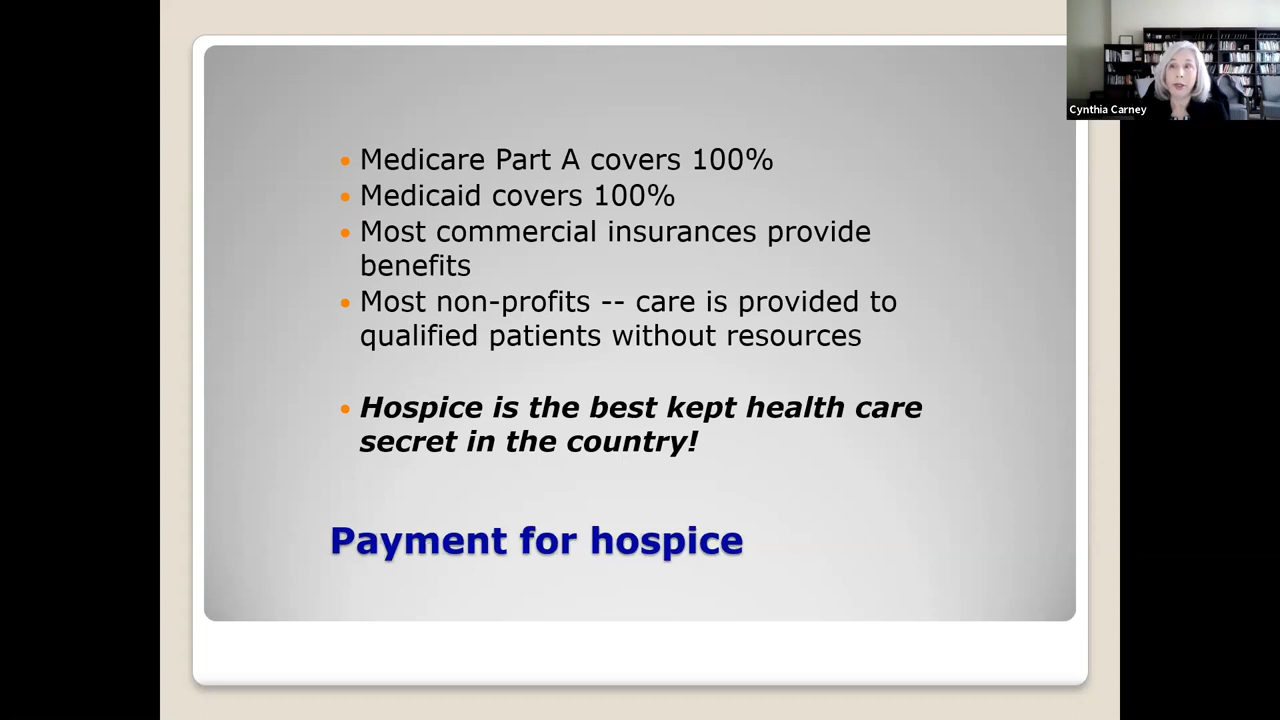 Cynthia Carney
• Medicare Part A covers 100%
• Medicaid covers 100%
• Most commercial insurances provide
benefits
• Most non-profits -- care is provided to
qualified patients without resources
• Hospice is the best kept health care
secret in the country!
Payment for hospice